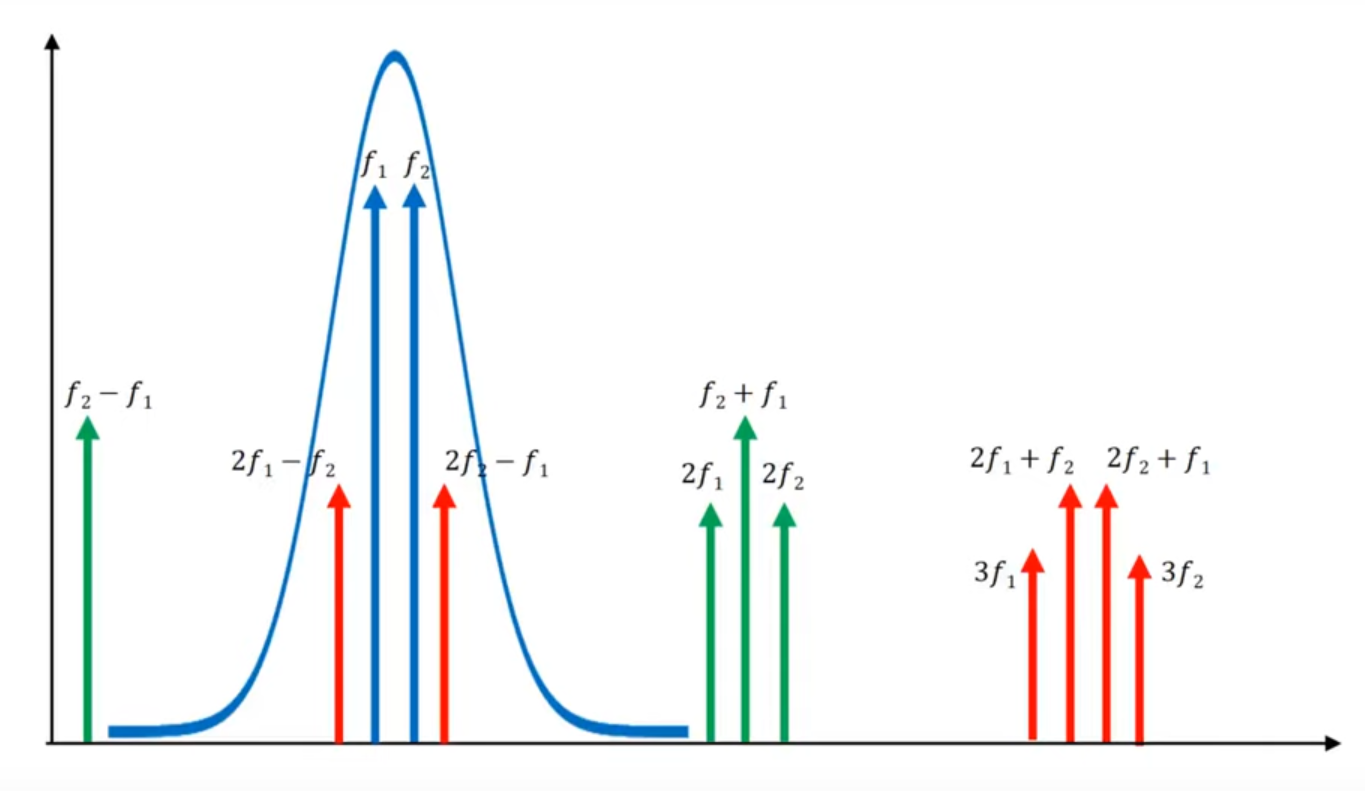 f₁ f₂
f₂ − f₁
f₂ + f₁
2f₁ − f₂
2f₂ − f₁
2f₁
2f₂
2f₁ + f₂
2f₂ + f₁
3f₁
3f₂